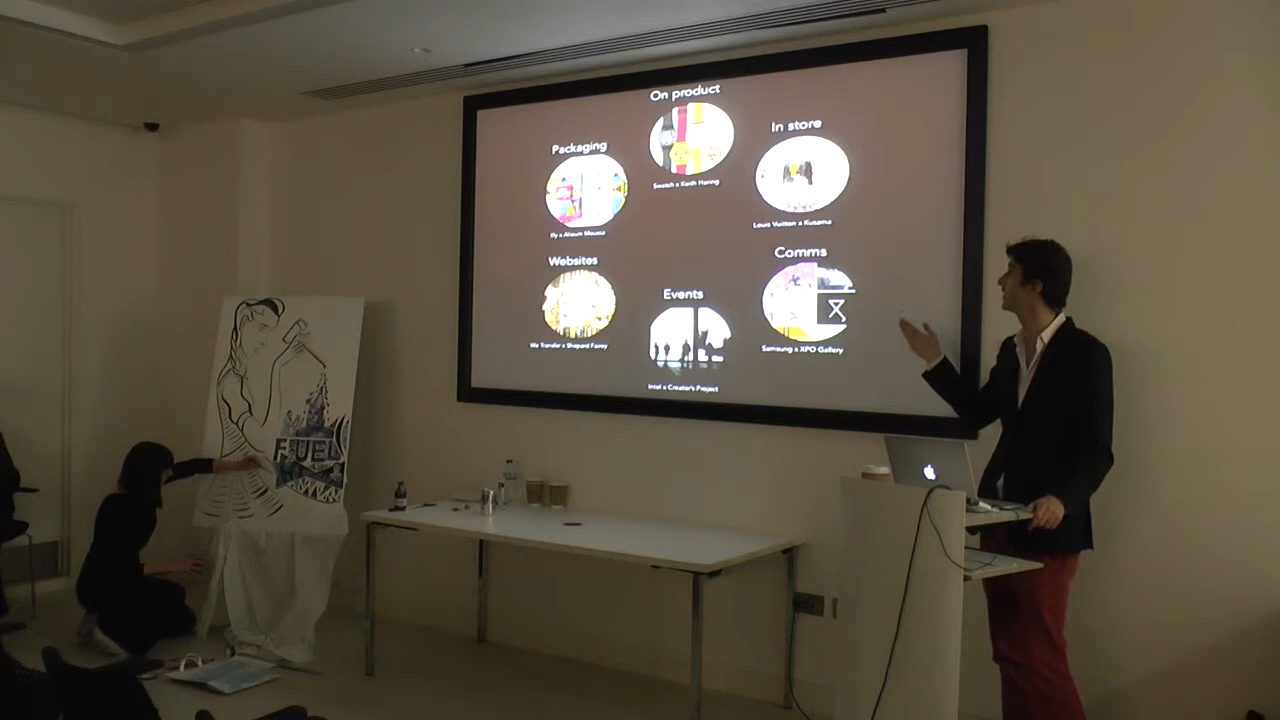 On product
Swatch x Keith Haring
In store
Louis Vuitton x Kusama
Packaging
Illy x
Websites
We Transfer x Shepard Fairey
Events
Intel x Creator's Project
Comms
Samsung x XPO Gallery
FUEL